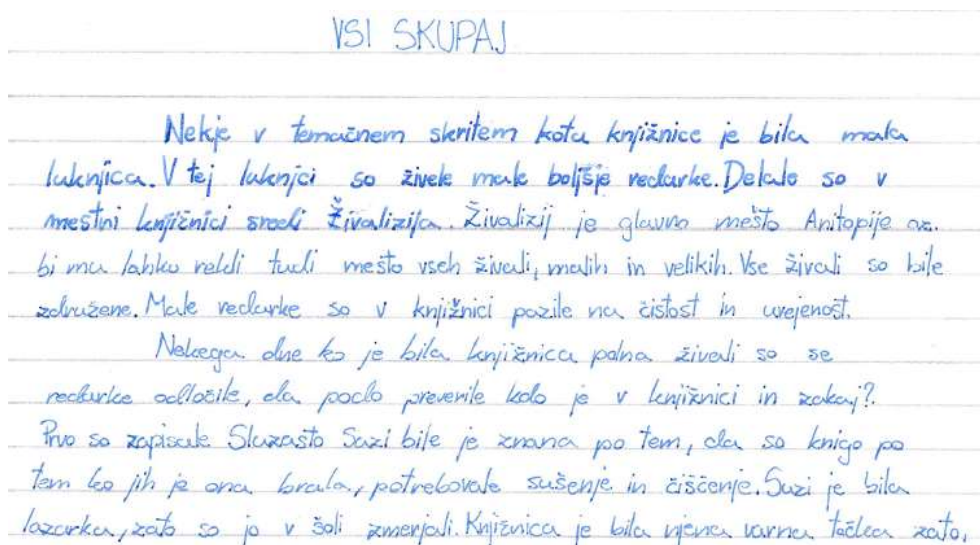 VSI SKUPAJ
Nekje v temačnem skritem kotu knjižnice je bila mala
luknjica. V tej luknjci so živele male boljšje redarke. Delale so v
mestni knjižnici sredi Živalizija. Živalizij je glavno mesto Anitopije oz.
bi mu lahko rekli tudi mesto vseh živali, malih in velikih. Vse živali so bile
združene. Male redarke so v knjižnici pazile na čistost in urejenost.
Nekega dne ko je bila knjižnica polna živali so se
redarke odločile, da podo preverile kdo je v knjižnici in zakaj?.
Prvo so zapisale Sluzasto Suzi bile je znana po tem, da so knige po
tem ko jih je ona brala, potrebovale sušenje in čiščenje. Suzi je bila
lazarka, zato so jo v šoli zmerjali. Knjižnica je bila njena varna točka zato,